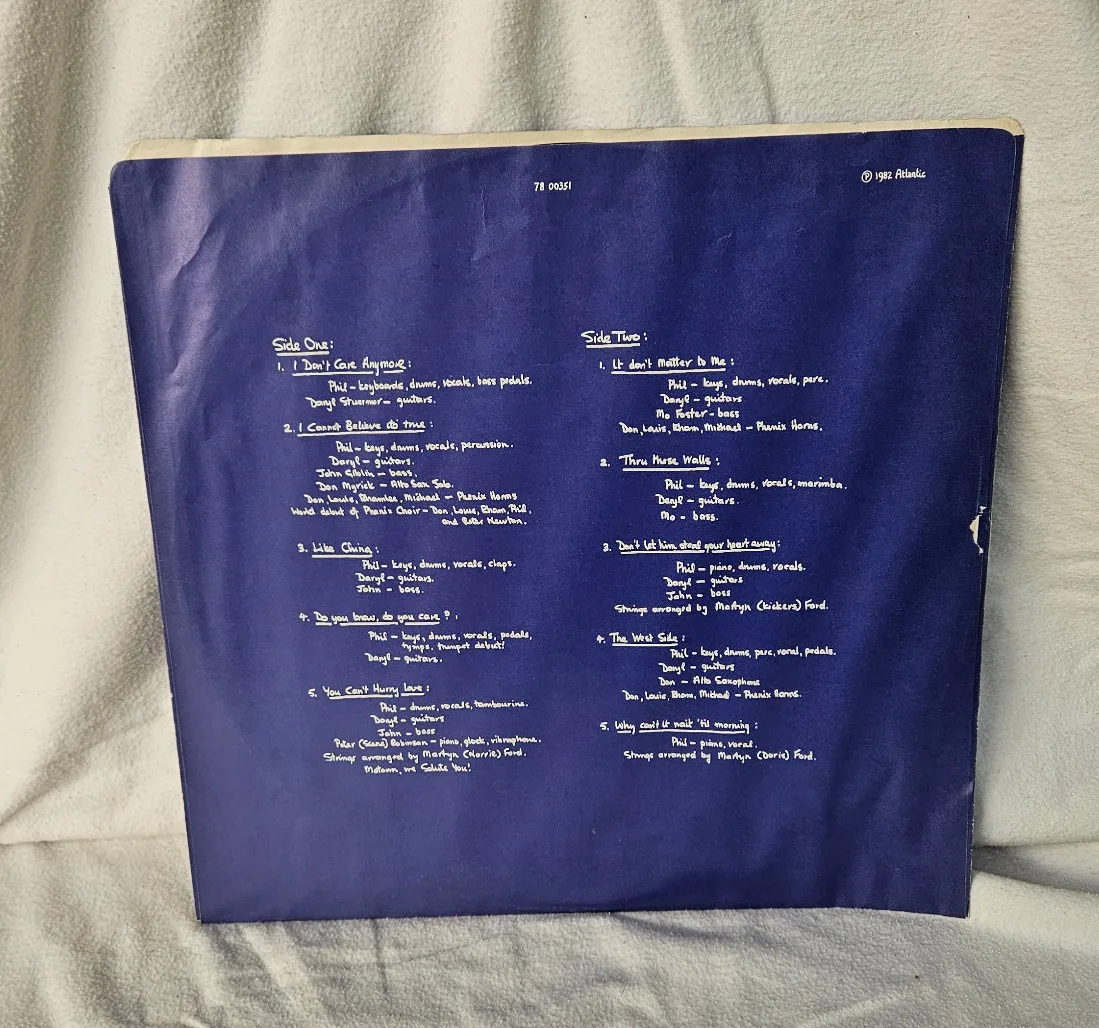 78 00351
Ⓟ 1982 Atlantic
Side One:
1. I Don't Care Anymore:
Phil – keyboards, drums, vocals, bass pedals.
Daryl Stuermer – guitars.
2. I Cannot Believe it's true:
Phil – keys, drums, vocals, percussion.
Daryl – guitars.
John Giblin – bass.
Don Myrick – Alto Sax Solo.
Don, Louis, Rhamlee, Michael – Phenix Horns
World debut of Phenix Choir – Don, Louis, Rham, Phil,
and Peter Newton.
3. Like China:
Phil – keys, drums, vocals, claps.
Daryl – guitars.
John – bass.
4. Do you know, do you care?:
Phil – keys, drums, vocals, pedals,
tymps, trumpet debut!
Daryl – guitars.
5. You Can't Hurry Love:
Phil – drums, vocals, tambourine.
Daryl – guitars
John – bass
Peter (Scand) Robinson – piano, glock, vibraphone.
Strings arranged by Martyn (Norrie) Ford.
Motown, we Salute You!
Side Two:
1. It don't Matter to Me:
Phil – keys, drums, vocals, perc.
Daryl – guitars
Mo Foster – bass
Don, Louis, Rham, Michael – Phenix Horns.
2. Thru these Walls:
Phil – keys, drums, vocals, marimba.
Daryl – guitars.
Mo – bass.
3. Don't let him steal your heart away:
Phil – piano, drums, vocals.
Daryl – guitars
John – bass
Strings arranged by Martyn (kickers) Ford.
4. The West Side:
Phil – keys, drums, perc, vocal, pedals.
Daryl – guitars
Don – Alto Saxophone
Don, Louis, Rham, Michael – Phenix Horns.
5. Why can't it wait 'til morning:
Phil – piano, vocal.
Strings arranged by Martyn (Doris) Ford.